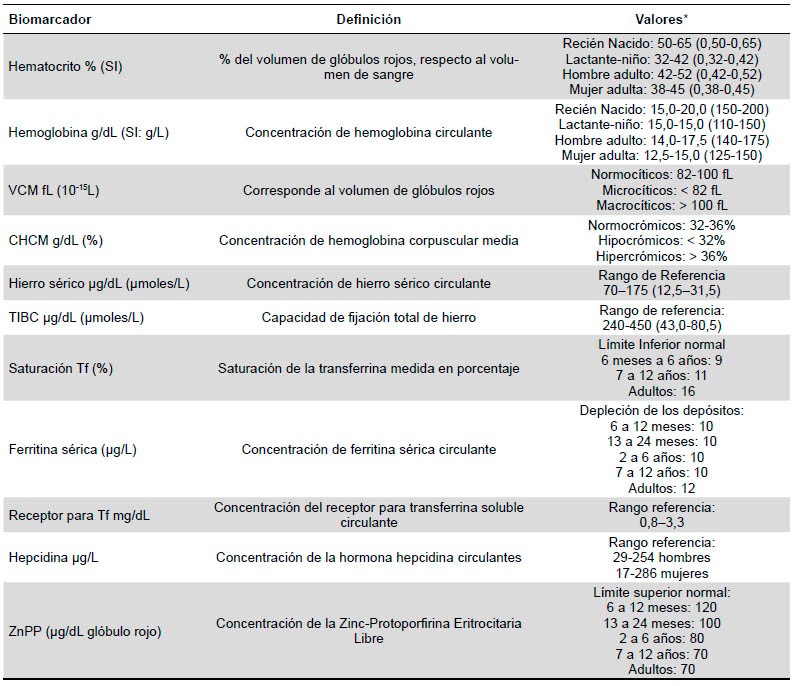 Biomarcador Definición Valores*
Hematocrito % (SI)
% del volumen de glóbulos rojos, respecto al volu-
men de sangre
Recién Nacido: 50-65 (0,50-0,65)
Lactante-niño: 32-42 (0,32-0,42)
Hombre adulto: 42-52 (0,42-0,52)
Mujer adulta: 38-45 (0,38-0,45)
Hemoglobina g/dL (SI: g/L)
Concentración de hemoglobina circulante
Recién Nacido: 15,0-20,0 (150-200)
Lactante-niño: 15,0-15,0 (110-150)
Hombre adulto: 14,0-17,5 (140-175)
Mujer adulta: 12,5-15,0 (125-150)
VCM fL (10-15L)
Corresponde al volumen de glóbulos rojos
Normocíticos: 82-100 fL
Microcíticos: < 82 fL
Macrocíticos: > 100 fL
CHCM g/dL (%)
Concentración de hemoglobina corpuscular media
Normocrómicos: 32-36%
Hipocrómicos: < 32%
Hipercrómicos: > 36%
Hierro sérico µg/dL (µmoles/L)
Concentración de hierro sérico circulante
Rango de Referencia
70–175 (12,5–31,5)
TIBC µg/dL (µmoles/L)
Capacidad de fijación total de hierro
Rango de referencia:
240-450 (43,0-80,5)
Saturación Tf (%)
Saturación de la transferrina medida en porcentaje
Límite Inferior normal
6 meses a 6 años: 9
7 a 12 años: 11
Adultos: 16
Ferritina sérica (µg/L)
Concentración de ferritina sérica circulante
Depleción de los depósitos:
6 a 12 meses: 10
13 a 24 meses: 10
2 a 6 años: 10
7 a 12 años: 10
Adultos: 12
Receptor para Tf mg/dL
Concentración del receptor para transferrina soluble
circulante
Rango referencia:
0,8–3,3
Hepcidina µg/L
Concentración de la hormona hepcidina circulantes
Rango referencia:
29-254 hombres
17-286 mujeres
ZnPP (µg/dL glóbulo rojo)
Concentración de la Zinc-Protoporfirina Eritrocitaria
Libre
Límite superior normal:
6 a 12 meses: 120
13 a 24 meses: 100
2 a 6 años: 80
7 a 12 años: 70
Adultos: 70